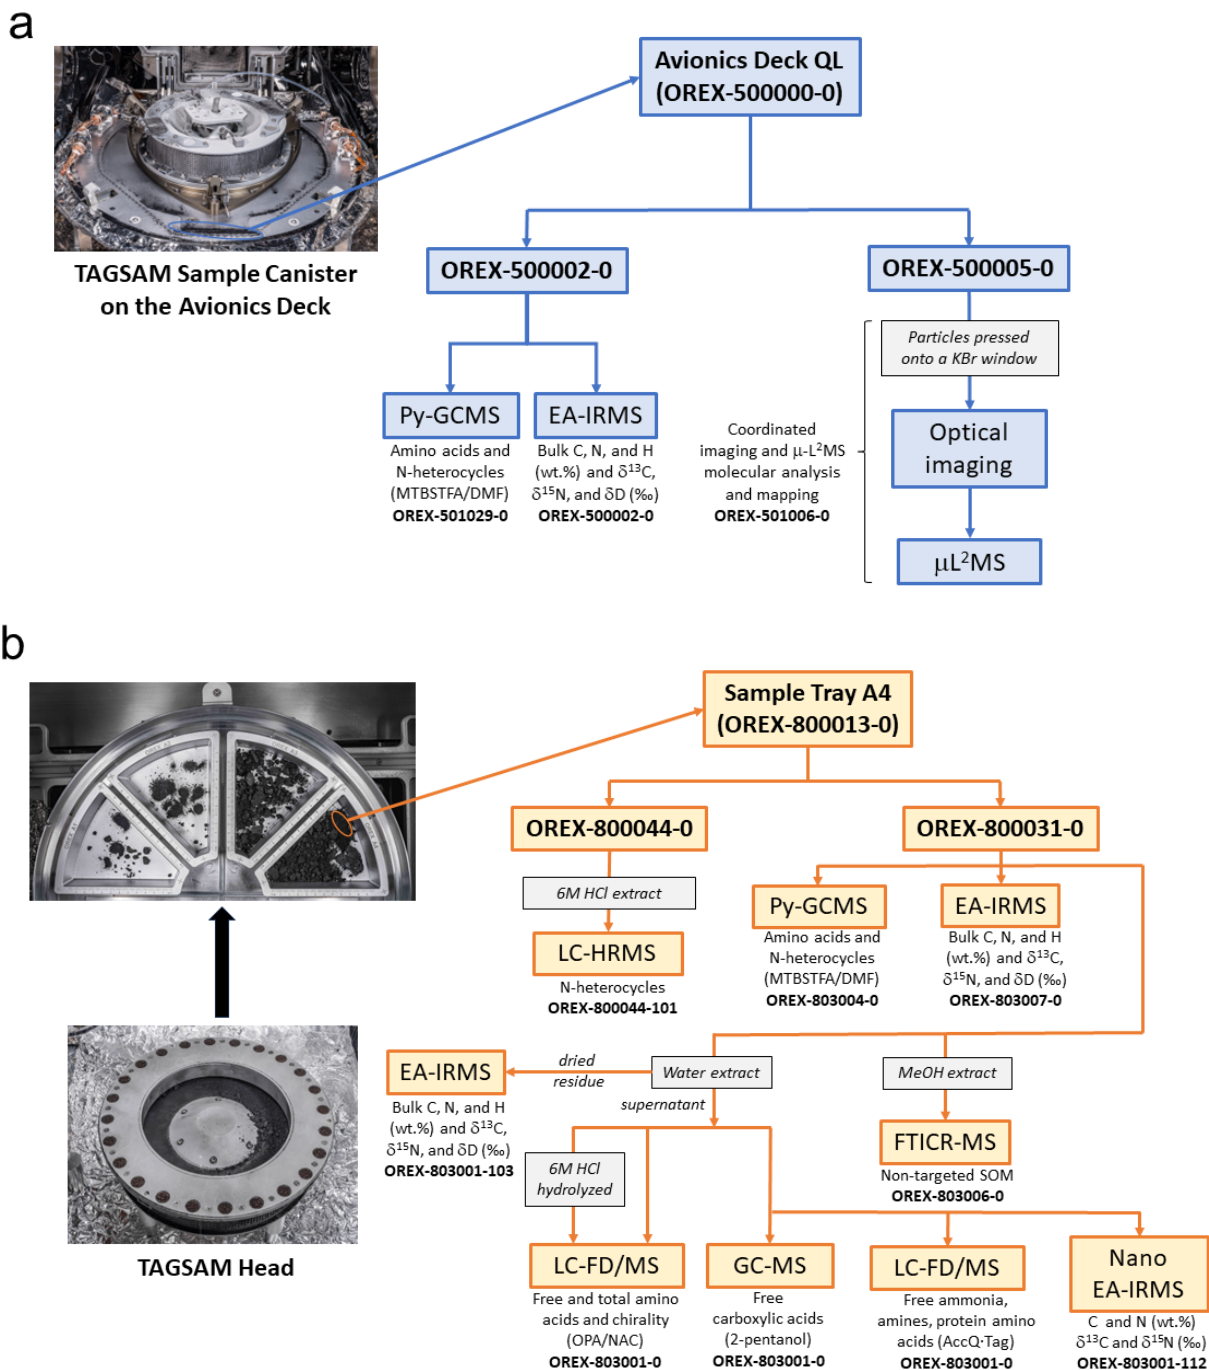 a
Avionics Deck QL
(OREX-500000-0)
TAGSAM Sample Canister
on the Avionics Deck
OREX-500002-0
OREX-500005-0
Particles pressed
onto a KBr window
Py-GCMS
Amino acids and
N-heterocycles
(MTBSTFA/DMF)
OREX-501029-0
EA-IRMS
Bulk C, N, and H
(wt.%) and δ¹³C,
δ¹⁵N, and δD (‰)
OREX-500002-0
Coordinated
imaging and μ-L²MS
molecular analysis
and mapping
OREX-501006-0
Optical
imaging
μL²MS
b
Sample Tray A4
(OREX-800013-0)
OREX-800044-0
OREX-800031-0
6M HCl extract
LC-HRMS
N-heterocycles
OREX-800044-101
Py-GCMS
Amino acids and
N-heterocycles
(MTBSTFA/DMF)
OREX-803004-0
EA-IRMS
Bulk C, N, and H
(wt.%) and δ¹³C,
δ¹⁵N, and δD (‰)
OREX-803007-0
EA-IRMS
Bulk C, N, and H
(wt.%) and δ¹³C,
δ¹⁵N, and δD (‰)
OREX-803001-103
dried
residue
Water extract
supernatant
MeOH extract
FTICR-MS
Non-targeted SOM
OREX-803006-0
6M HCl
hydrolyzed
TAGSAM Head
LC-FD/MS
Free and total amino
acids and chirality
(OPA/NAC)
OREX-803001-0
GC-MS
Free
carboxylic acids
(2-pentanol)
OREX-803001-0
LC-FD/MS
Free ammonia,
amines, protein amino
acids (AccQ·Tag)
OREX-803001-0
Nano
EA-IRMS
C and N (wt.%)
δ¹³C and δ¹⁵N (‰)
OREX-803001-112